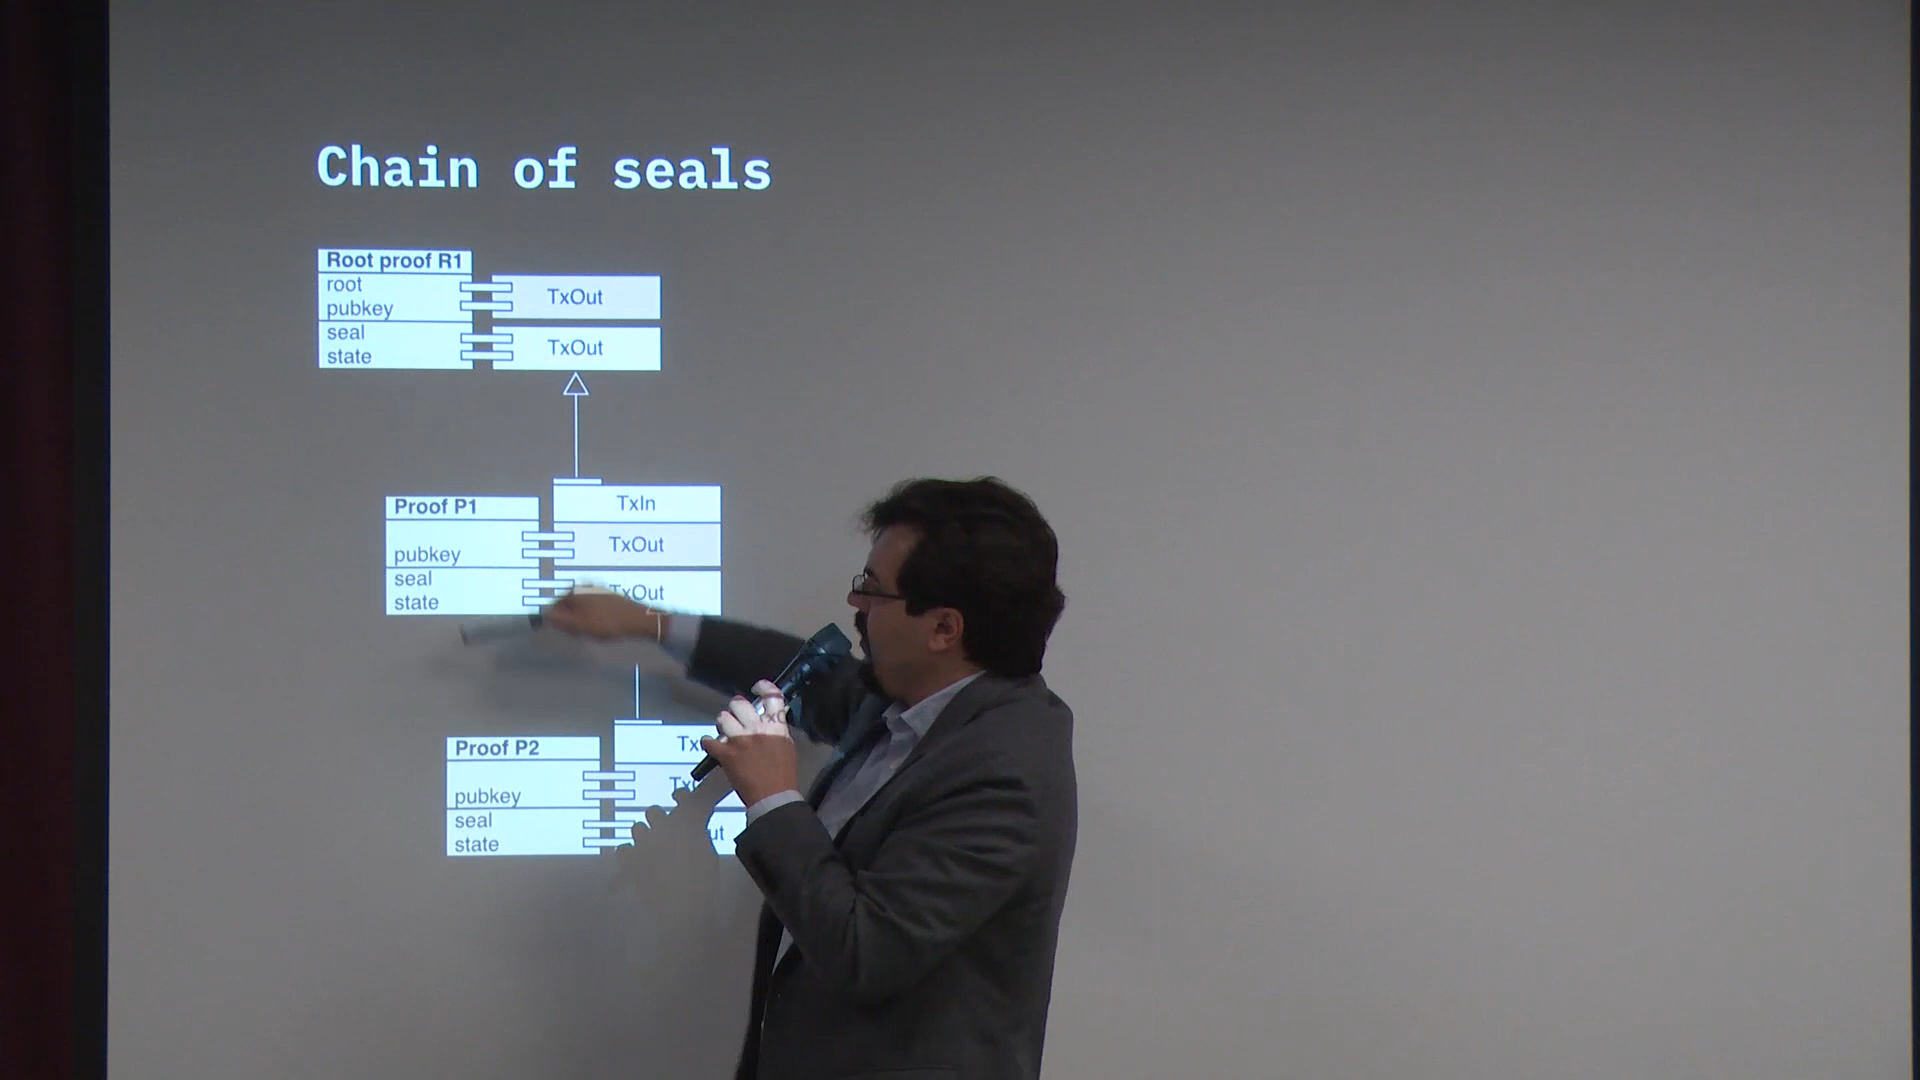 Chain of seals
Root proof R1
root
pubkey
seal
state
TxOut
TxOut
Proof P1
pubkey
seal
state
TxIn
TxOut
TxOut
Proof P2
pubkey
seal
state